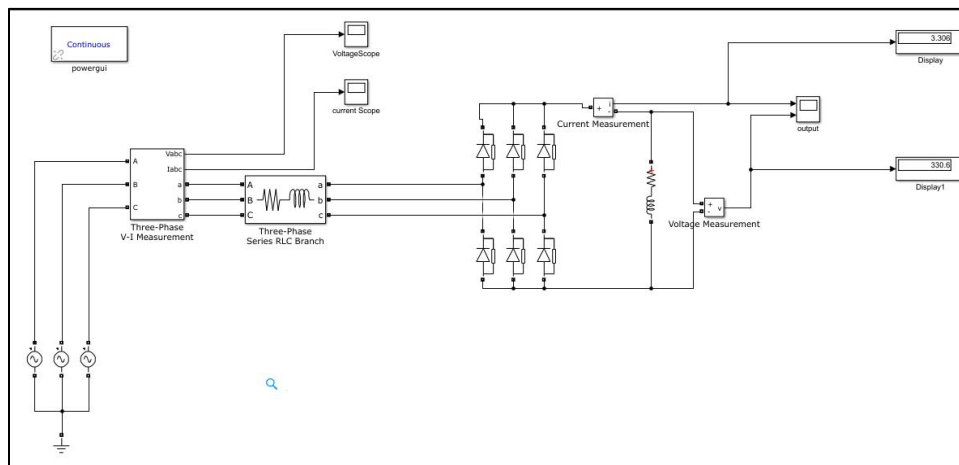 Continuous
powergui
VoltageScope
current Scope
3.306
Display
i
+
-
Current Measurement
output
330.6
Display1
+
-
v
Voltage Measurement
A
B
C
Vabc
Iabc
a
b
c
Three-Phase
V-I Measurement
A
B
C
a
b
c
Three-Phase
Series RLC Branch